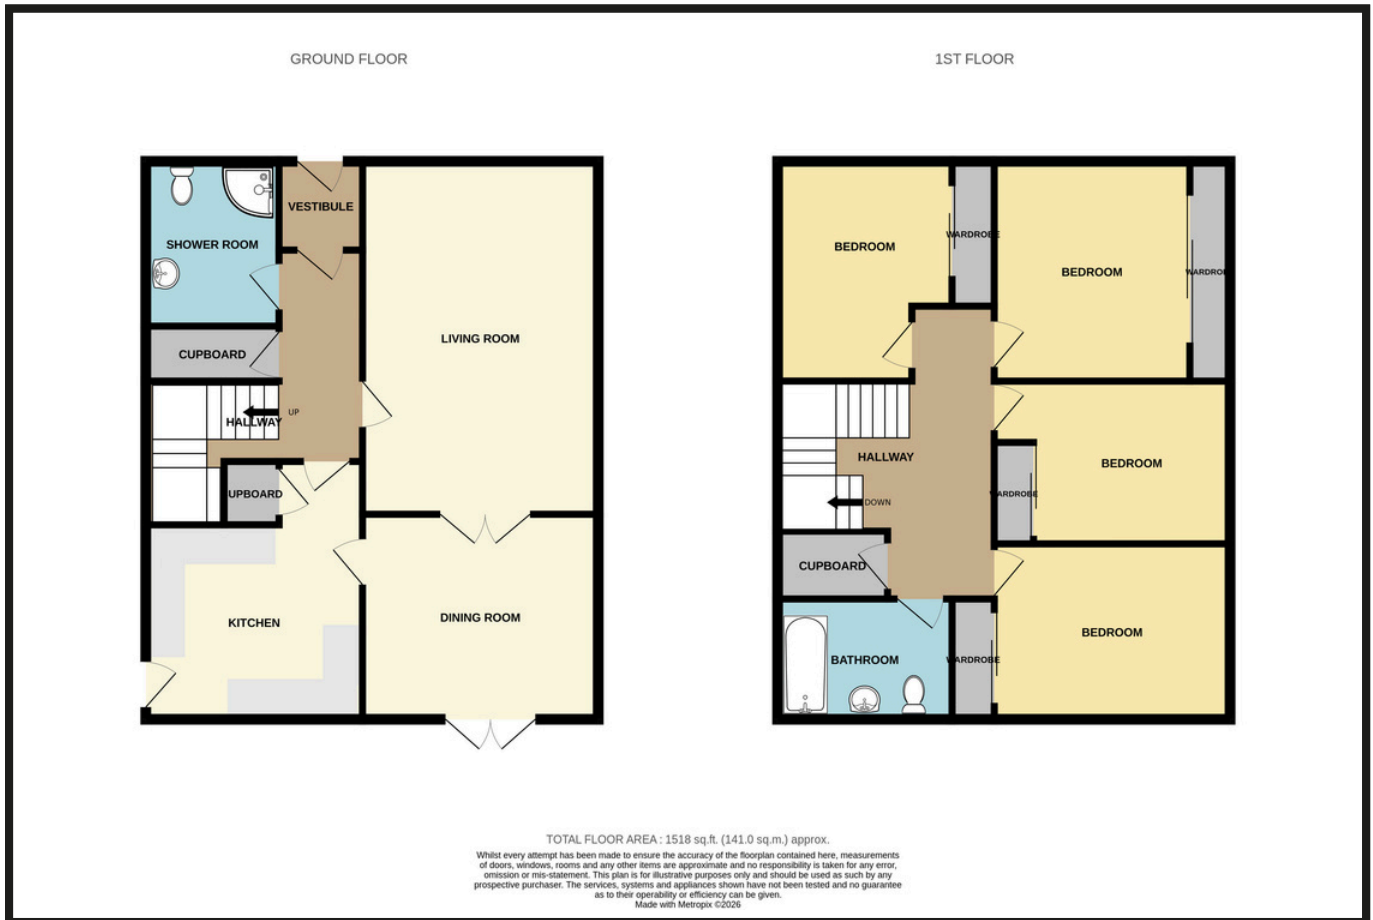 GROUND FLOOR
1ST FLOOR
VESTIBULE
SHOWER ROOM
CUPBOARD
LIVING ROOM
UP
HALLWAY
UPBOARD
KITCHEN
DINING ROOM
BEDROOM
WARDROBE
BEDROOM
WARDROB
HALLWAY
BEDROOM
WARDROBE
DOWN
CUPBOARD
BATHROOM
WARDROBE
BEDROOM
TOTAL FLOOR AREA : 1518 sq.ft. (141.0 sq.m.) approx.
Whilst every attempt has been made to ensure the accuracy of the floorplan contained here, measurements
of doors, windows, rooms and any other items are approximate and no responsibility is taken for any error,
omission or mis-statement. This plan is for illustrative purposes only and should be used as such by any
prospective purchaser. The services, systems and appliances shown have not been tested and no guarantee
as to their operability or efficiency can be given.
Made with Metropix ©2026